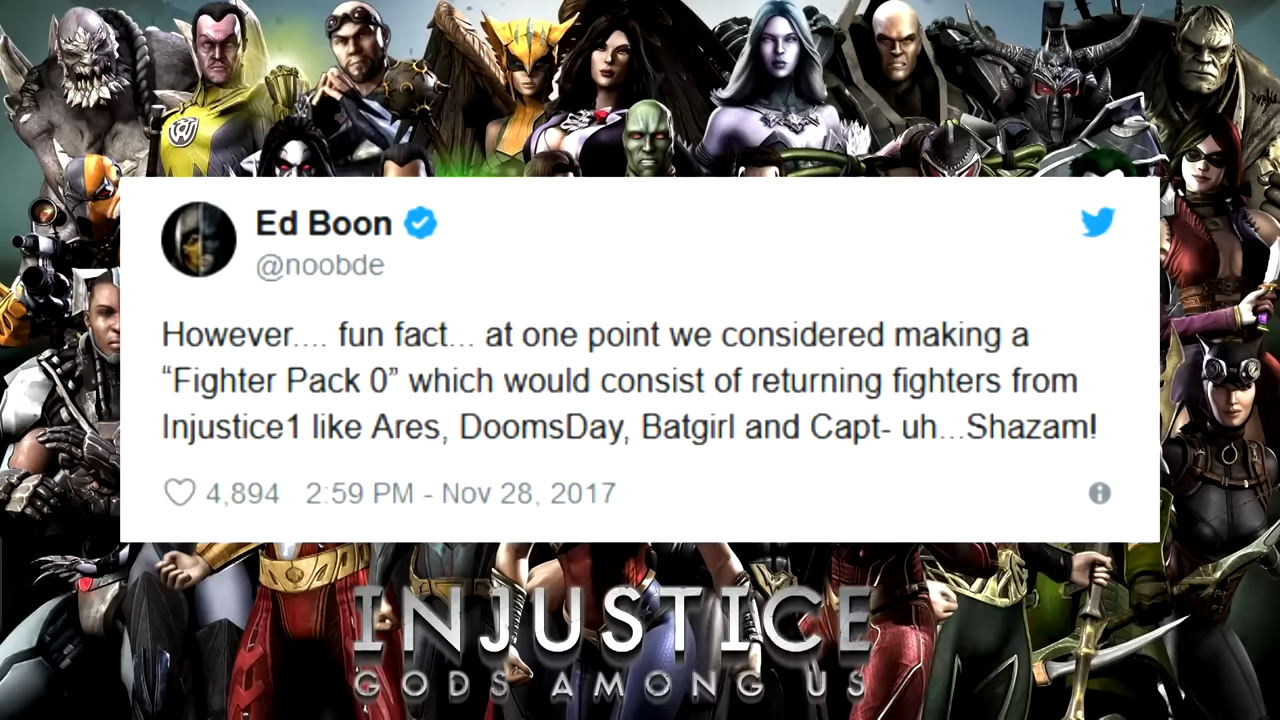 Ed Boon
@noobde
However.... fun fact... at one point we considered making a
“Fighter Pack 0” which would consist of returning fighters from
Injustice1 like Ares, DoomsDay, Batgirl and Capt- uh...Shazam!
4,894 2:59 PM - Nov 28, 2017
INJUSTICE
GODS AMONG US